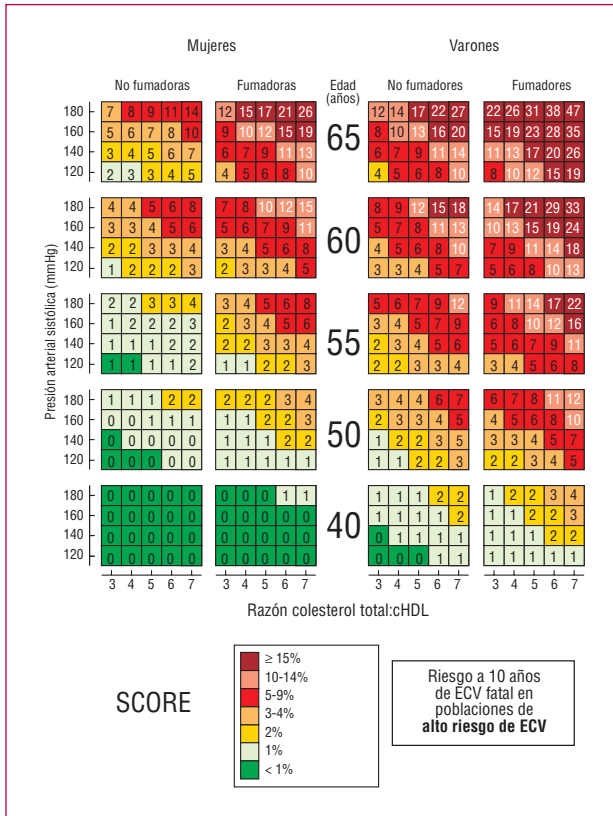 Mujeres Varones
No fumadoras Fumadoras Edad (años) No fumadores Fumadores
180 7 8 9 11 14 12 15 17 21 26 65 12 14 17 22 27 22 26 31 38 47
160 5 6 7 8 10 9 10 12 15 19 8 10 13 16 20 15 19 23 28 35
140 3 4 5 6 7 6 7 9 11 13 6 7 9 11 14 11 13 17 20 26
120 2 3 3 4 5 4 5 6 8 10 4 5 6 8 10 8 10 12 15 19
180 4 4 5 6 8 7 8 10 12 15 60 8 9 12 15 18 14 17 21 29 33
160 3 3 4 5 6 5 6 7 9 11 5 7 8 11 13 10 13 15 19 24
140 2 2 3 3 4 3 4 5 6 8 4 5 6 8 10 7 9 11 14 18
120 1 2 2 2 3 2 3 3 4 5 3 3 4 5 7 5 6 8 10 13
180 2 2 3 3 4 3 4 5 6 8 55 5 6 7 9 12 9 11 14 17 22
160 1 2 2 2 3 2 3 4 5 6 3 4 5 7 9 6 8 10 12 16
140 1 1 1 2 2 2 2 3 3 4 2 3 4 5 6 4 6 7 9 11
120 1 1 1 1 2 1 1 2 2 3 2 2 3 3 4 3 4 5 6 8
180 1 1 1 2 2 2 2 2 3 4 50 3 4 4 6 7 6 7 8 11 12
160 0 0 1 1 1 1 1 2 2 3 2 3 3 4 5 4 5 6 8 10
140 0 0 0 0 0 1 1 1 2 2 1 2 2 3 5 3 3 4 5 7
120 0 0 0 0 0 1 1 1 1 1 1 1 2 2 3 2 2 3 4 5
180 0 0 0 0 0 0 0 0 1 1 40 1 1 1 2 2 1 2 2 3 4
160 0 0 0 0 0 0 0 0 0 0 1 1 1 1 2 1 1 2 2 3
140 0 0 0 0 0 0 0 0 0 0 0 1 1 1 1 1 1 1 2 2
120 0 0 0 0 0 0 0 0 0 0 0 0 0 1 1 1 1 1 1 1
3 4 5 6 7 3 4 5 6 7 3 4 5 6 7 3 4 5 6 7
Presión arterial sistólica (mmHg)
Razón colesterol total:cHDL
SCORE
≥ 15%
10-14%
5-9%
3-4%
2%
1%
< 1%
Riesgo a 10 años
de ECV fatal en
poblaciones de
alto riesgo de ECV